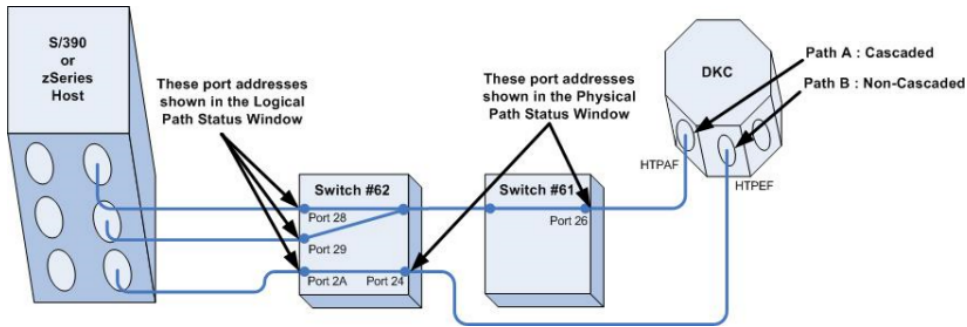 S/390
or
zSeries
Host
These port addresses
shown in the Logical
Path Status Window
These port addresses
shown in the Physical
Path Status Window
DKC
Path A : Cascaded
Path B : Non-Cascaded
HTPAF
HTPEF
Switch #62
Port 28
Port 29
Port 2A
Port 24
Switch #61
Port 26